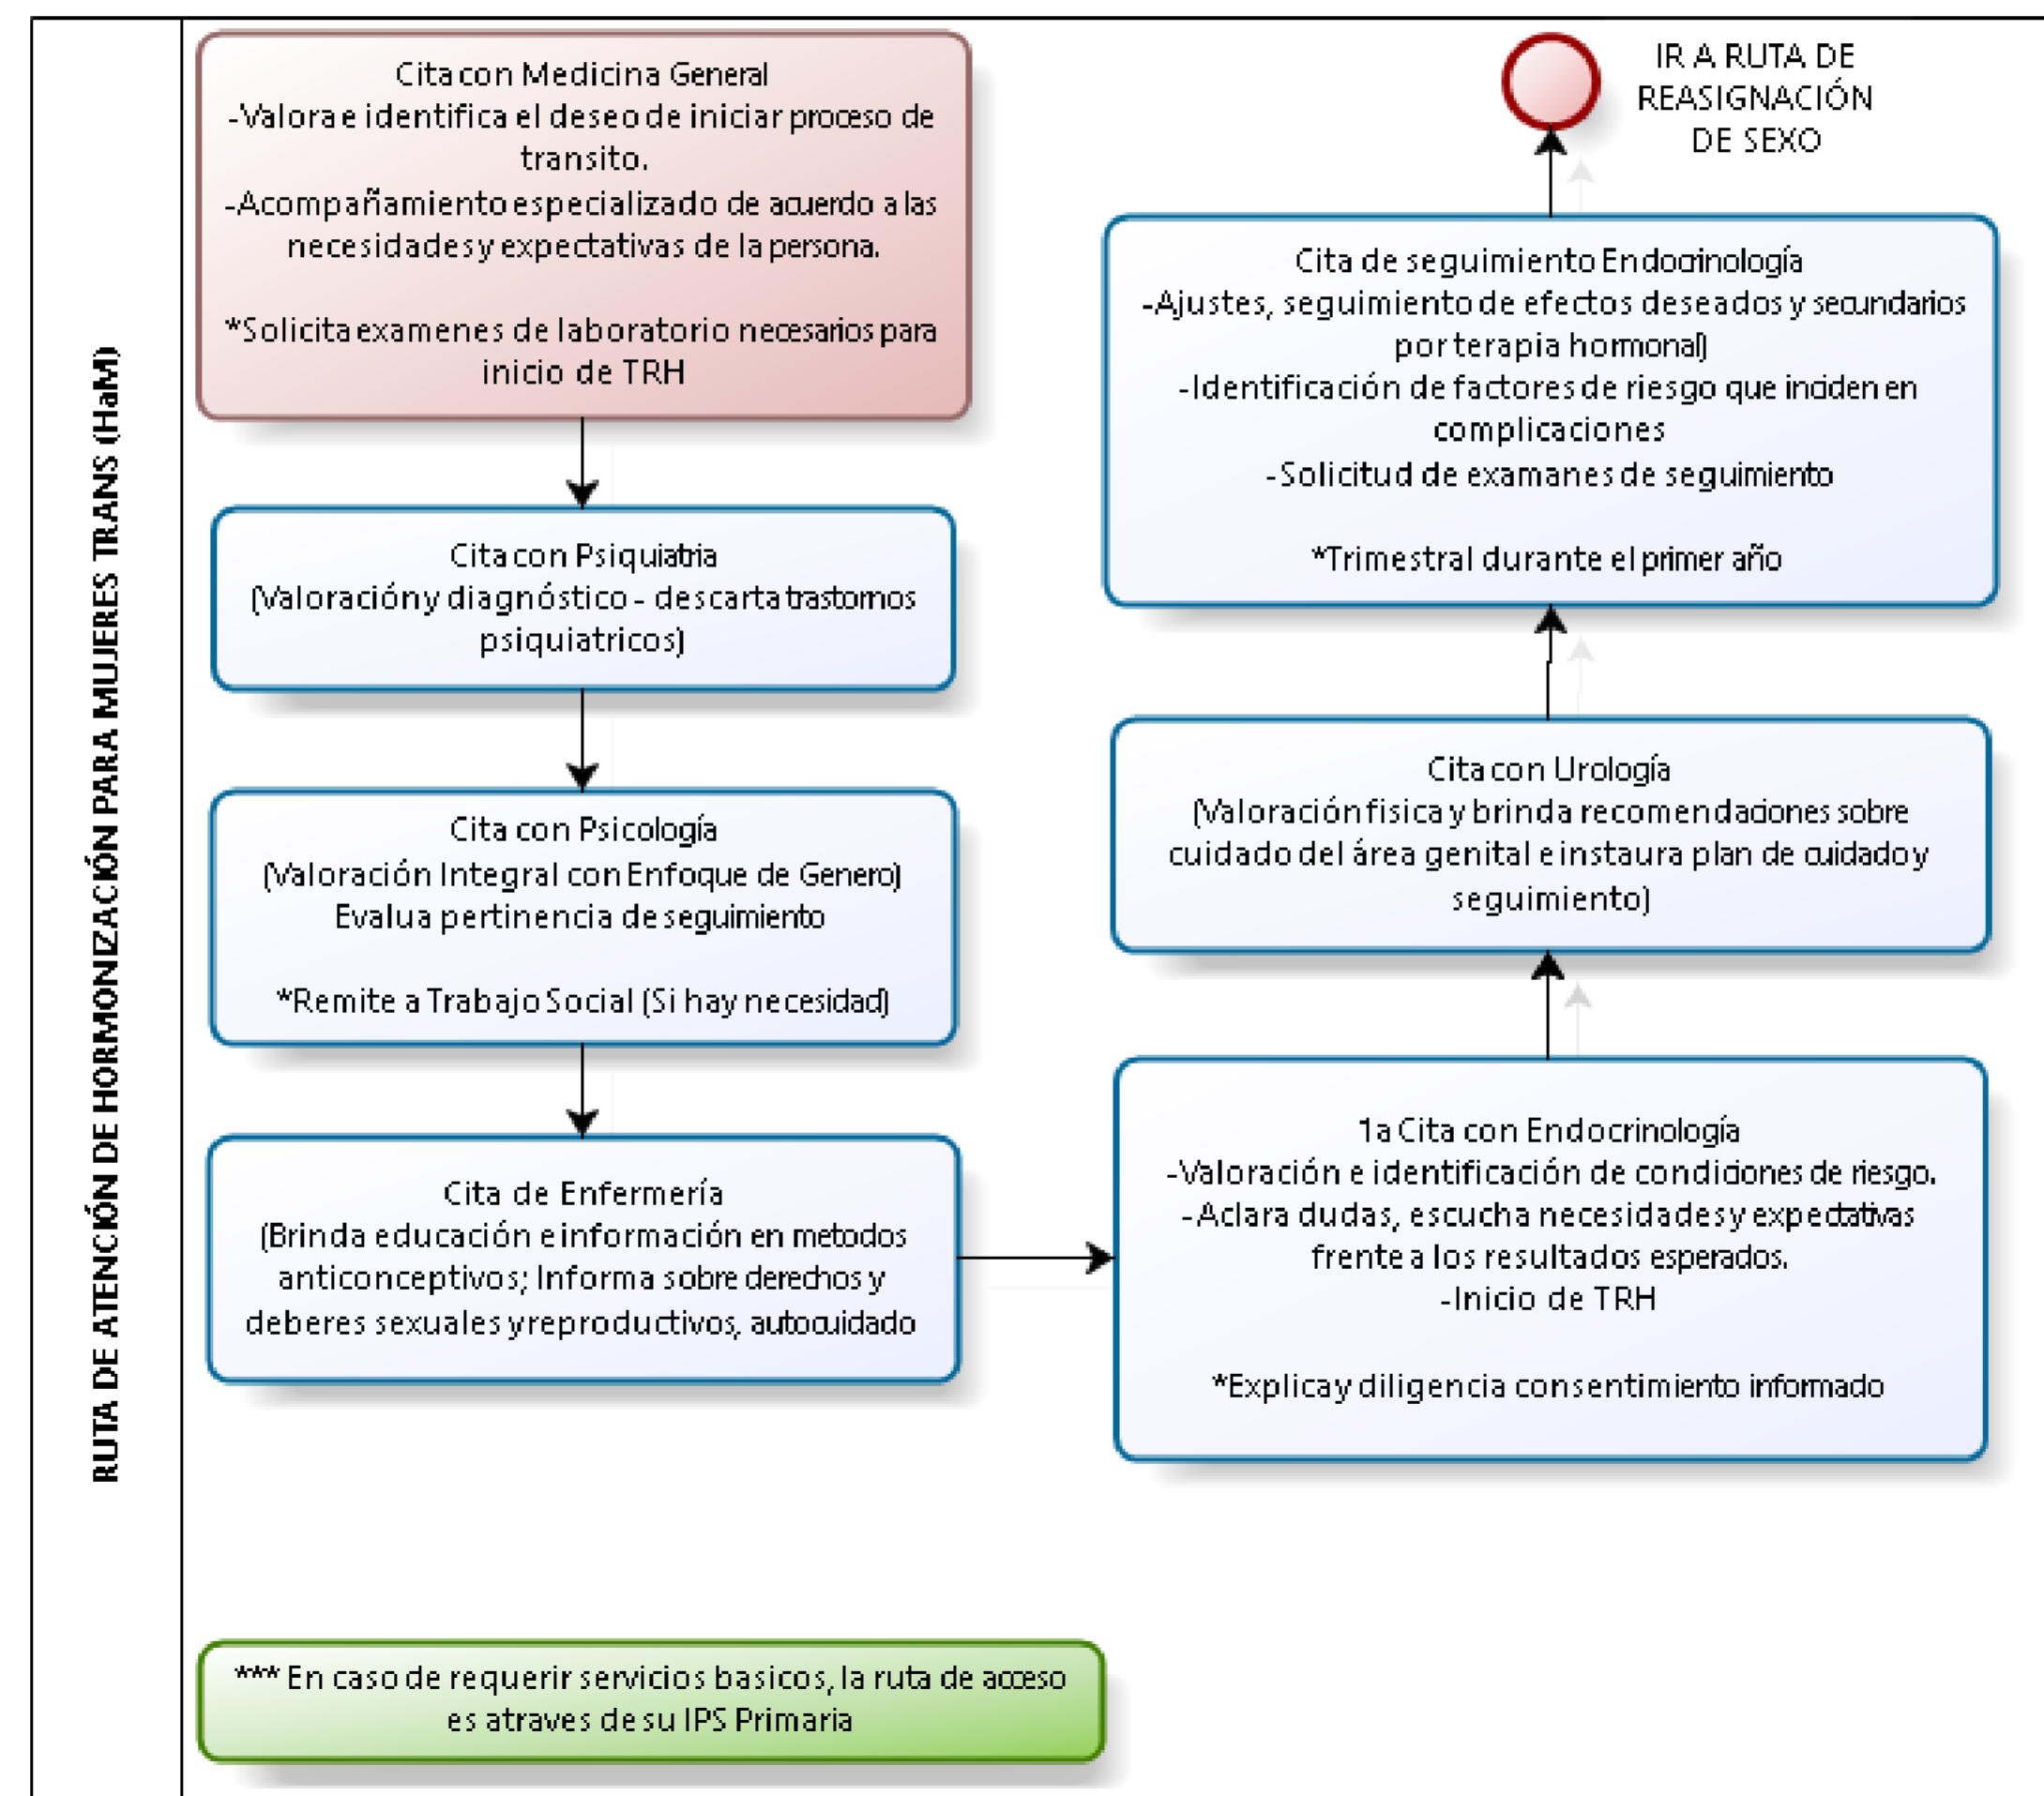 RUTA DE ATENCIÓN DE HORMONIZACIÓN PARA MUJERES TRANS (HaM)
Cita con Medicina General
-Valora e identifica el deseo de iniciar proceso de
transito.
-Acompañamiento especializado de acuerdo a las
necesidades y expectativas de la persona.
*Solicita examenes de laboratorio necesarios para
inicio de TRH
Cita con Psiquiatria
(Valoración y diagnóstico - descarta trastornos
psiquiatricos)
Cita con Psicología
(Valoración Integral con Enfoque de Genero)
Evalua pertinencia de seguimiento
*Remite a Trabajo Social (Si hay necesidad)
Cita de Enfermería
(Brinda educación e información en metodos
anticonceptivos; Informa sobre derechos y
deberes sexuales y reproductivos, autocuidado
1a Cita con Endocrinología
-Valoración e identificación de condiciones de riesgo.
-Aclara dudas, escucha necesidades y expectativas
frente a los resultados esperados.
-Inicio de TRH
*Explica y diligencia consentimiento informado
Cita con Urología
(Valoración fisica y brinda recomendaciones sobre
cuidado del área genital e instaura plan de cuidado y
seguimiento)
Cita de seguimiento Endocrinología
-Ajustes, seguimiento de efectos deseados y secundarios
por terapia hormonal)
-Identificación de factores de riesgo que inciden en
complicaciones
-Solicitud de examanes de seguimiento
*Trimestral durante el primer año
IR A RUTA DE
REASIGNACIÓN
DE SEXO
*** En caso de requerir servicios basicos, la ruta de acceso
es atraves de su IPS Primaria